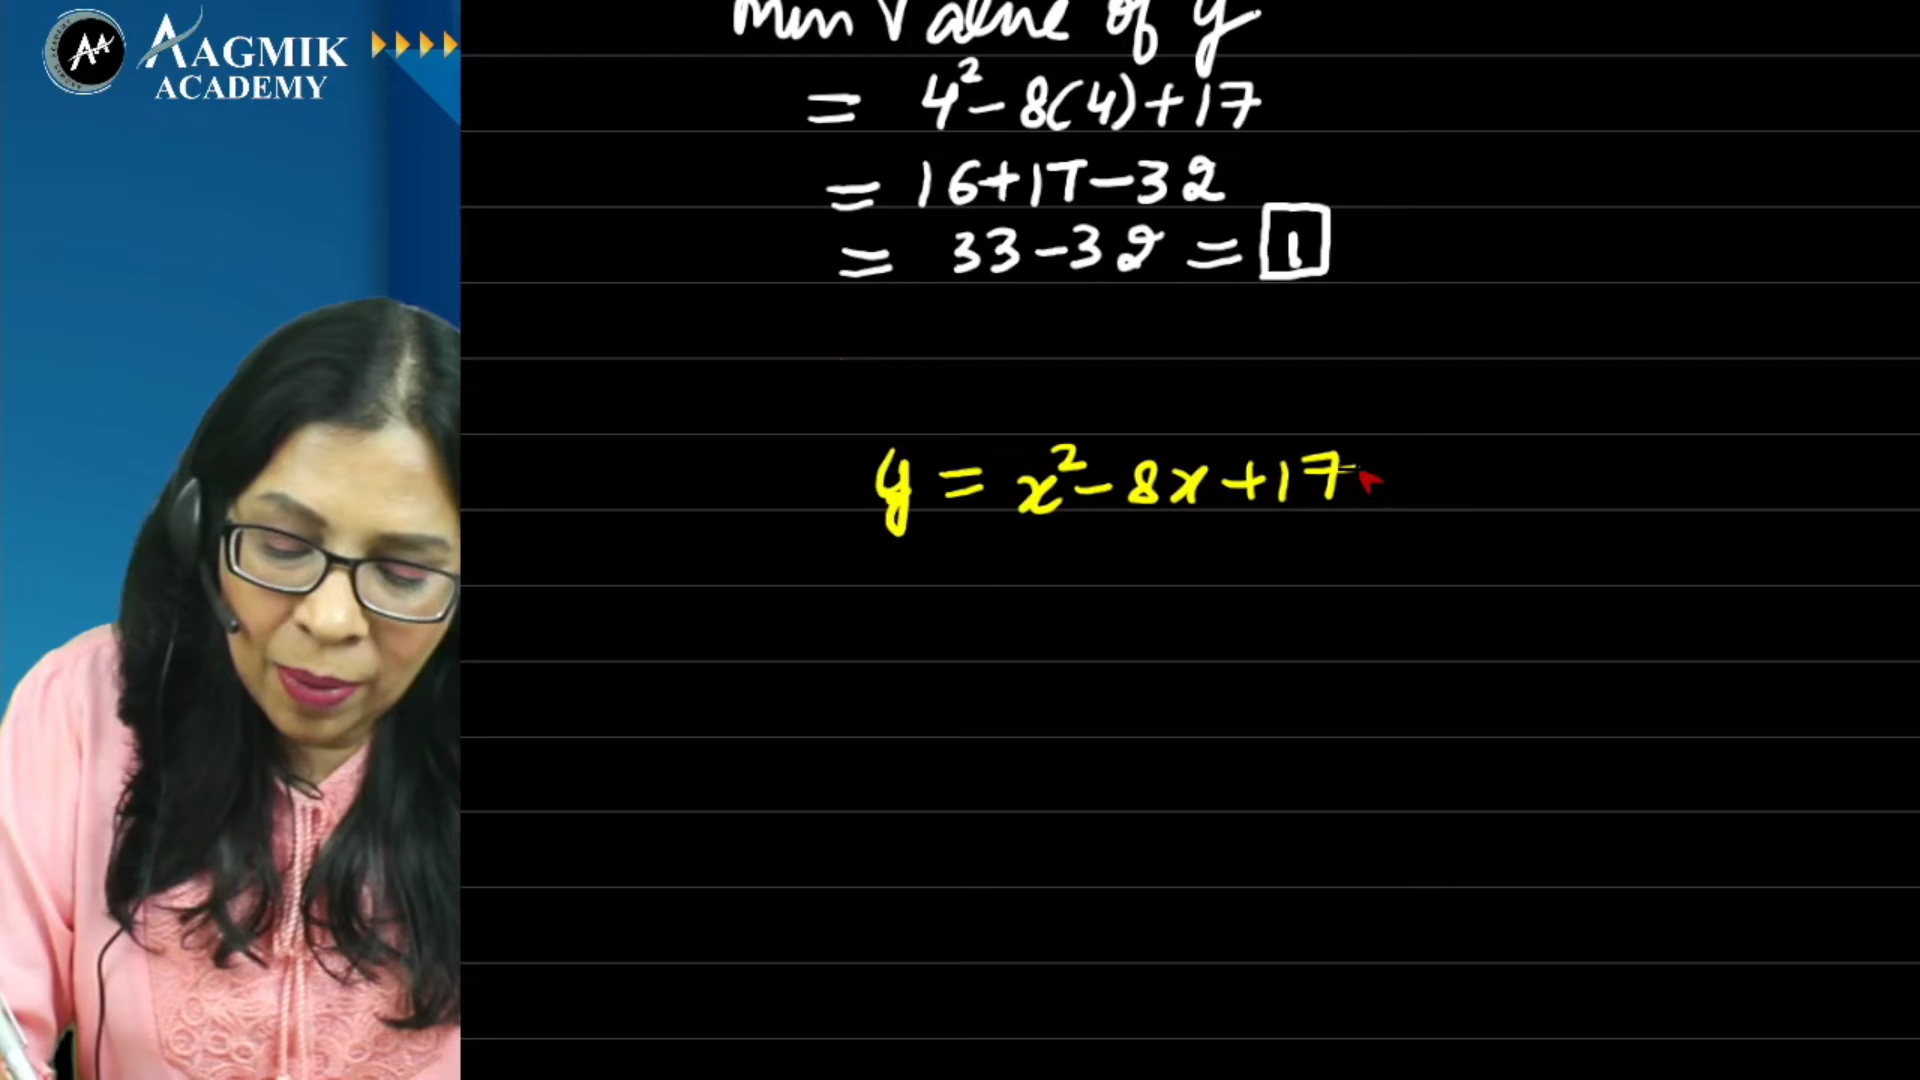 AAGMIK
ACADEMY
Min Value of y
= 4² - 8(4) + 17
= 16 + 17 - 32
= 33 - 32 = 1
y = x² - 8x + 17